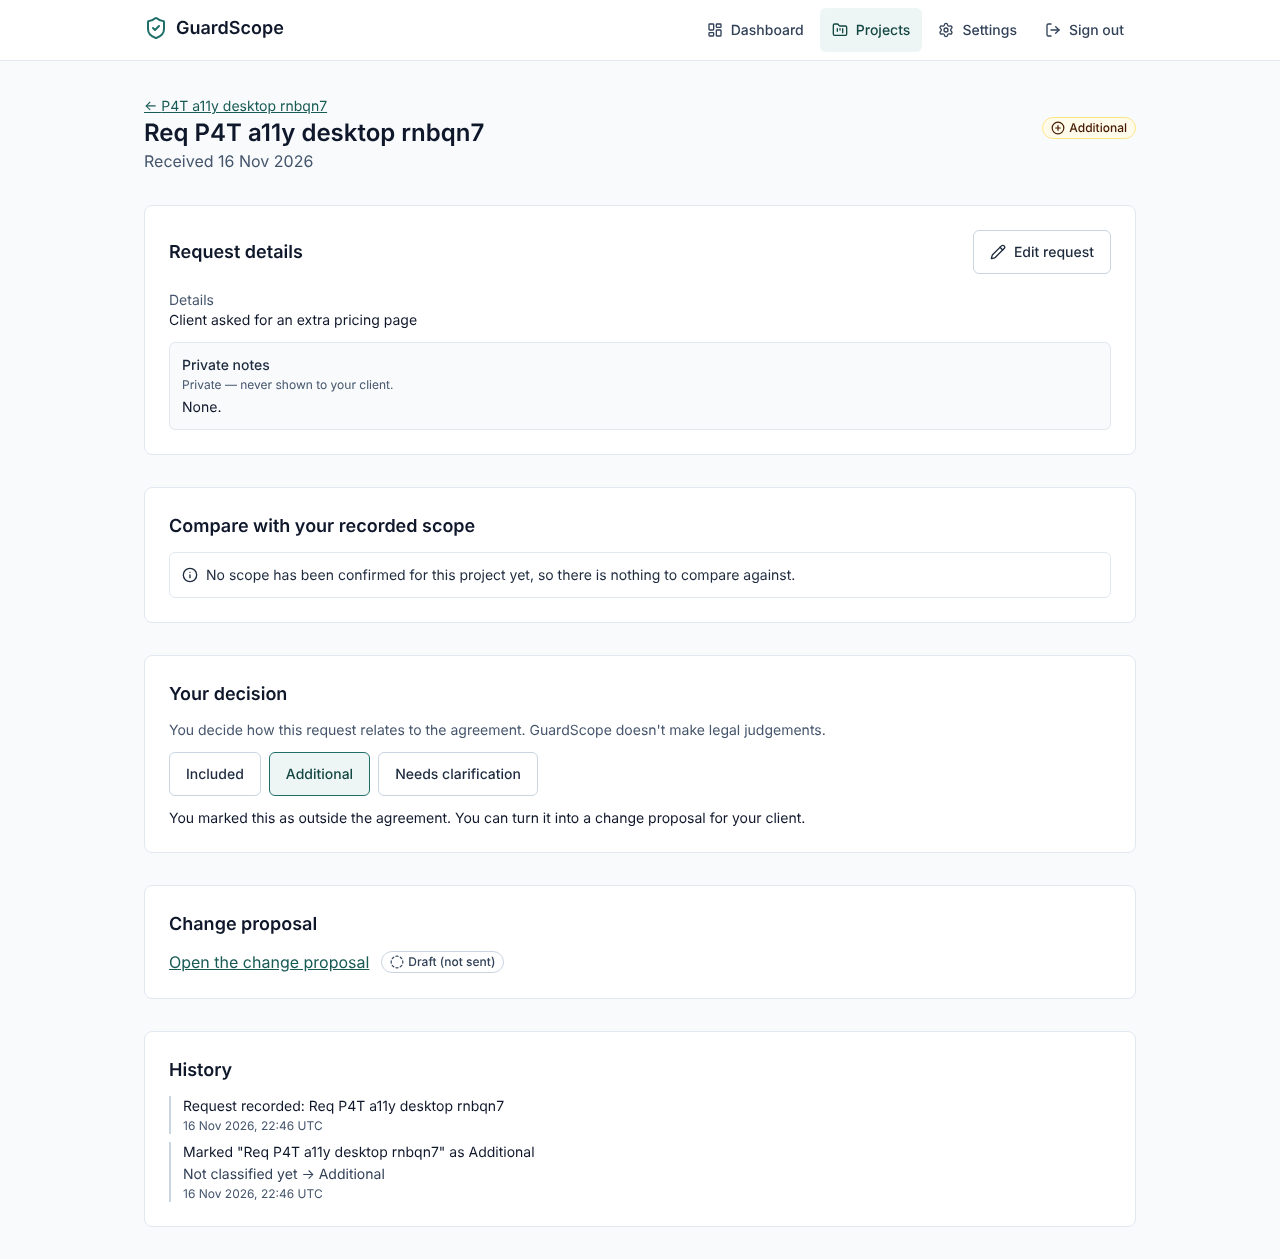 GuardScope
Dashboard
Projects
Settings
Sign out
← P4T a11y desktop rnbqn7
Req P4T a11y desktop rnbqn7
Additional
Received 16 Nov 2026
Request details
Edit request
Details
Client asked for an extra pricing page
Private notes
Private — never shown to your client.
None.
Compare with your recorded scope
No scope has been confirmed for this project yet, so there is nothing to compare against.
Your decision
You decide how this request relates to the agreement. GuardScope doesn't make legal judgements.
Included
Additional
Needs clarification
You marked this as outside the agreement. You can turn it into a change proposal for your client.
Change proposal
Open the change proposal
Draft (not sent)
History
Request recorded: Req P4T a11y desktop rnbqn7
16 Nov 2026, 22:46 UTC
Marked "Req P4T a11y desktop rnbqn7" as Additional
Not classified yet → Additional
16 Nov 2026, 22:46 UTC